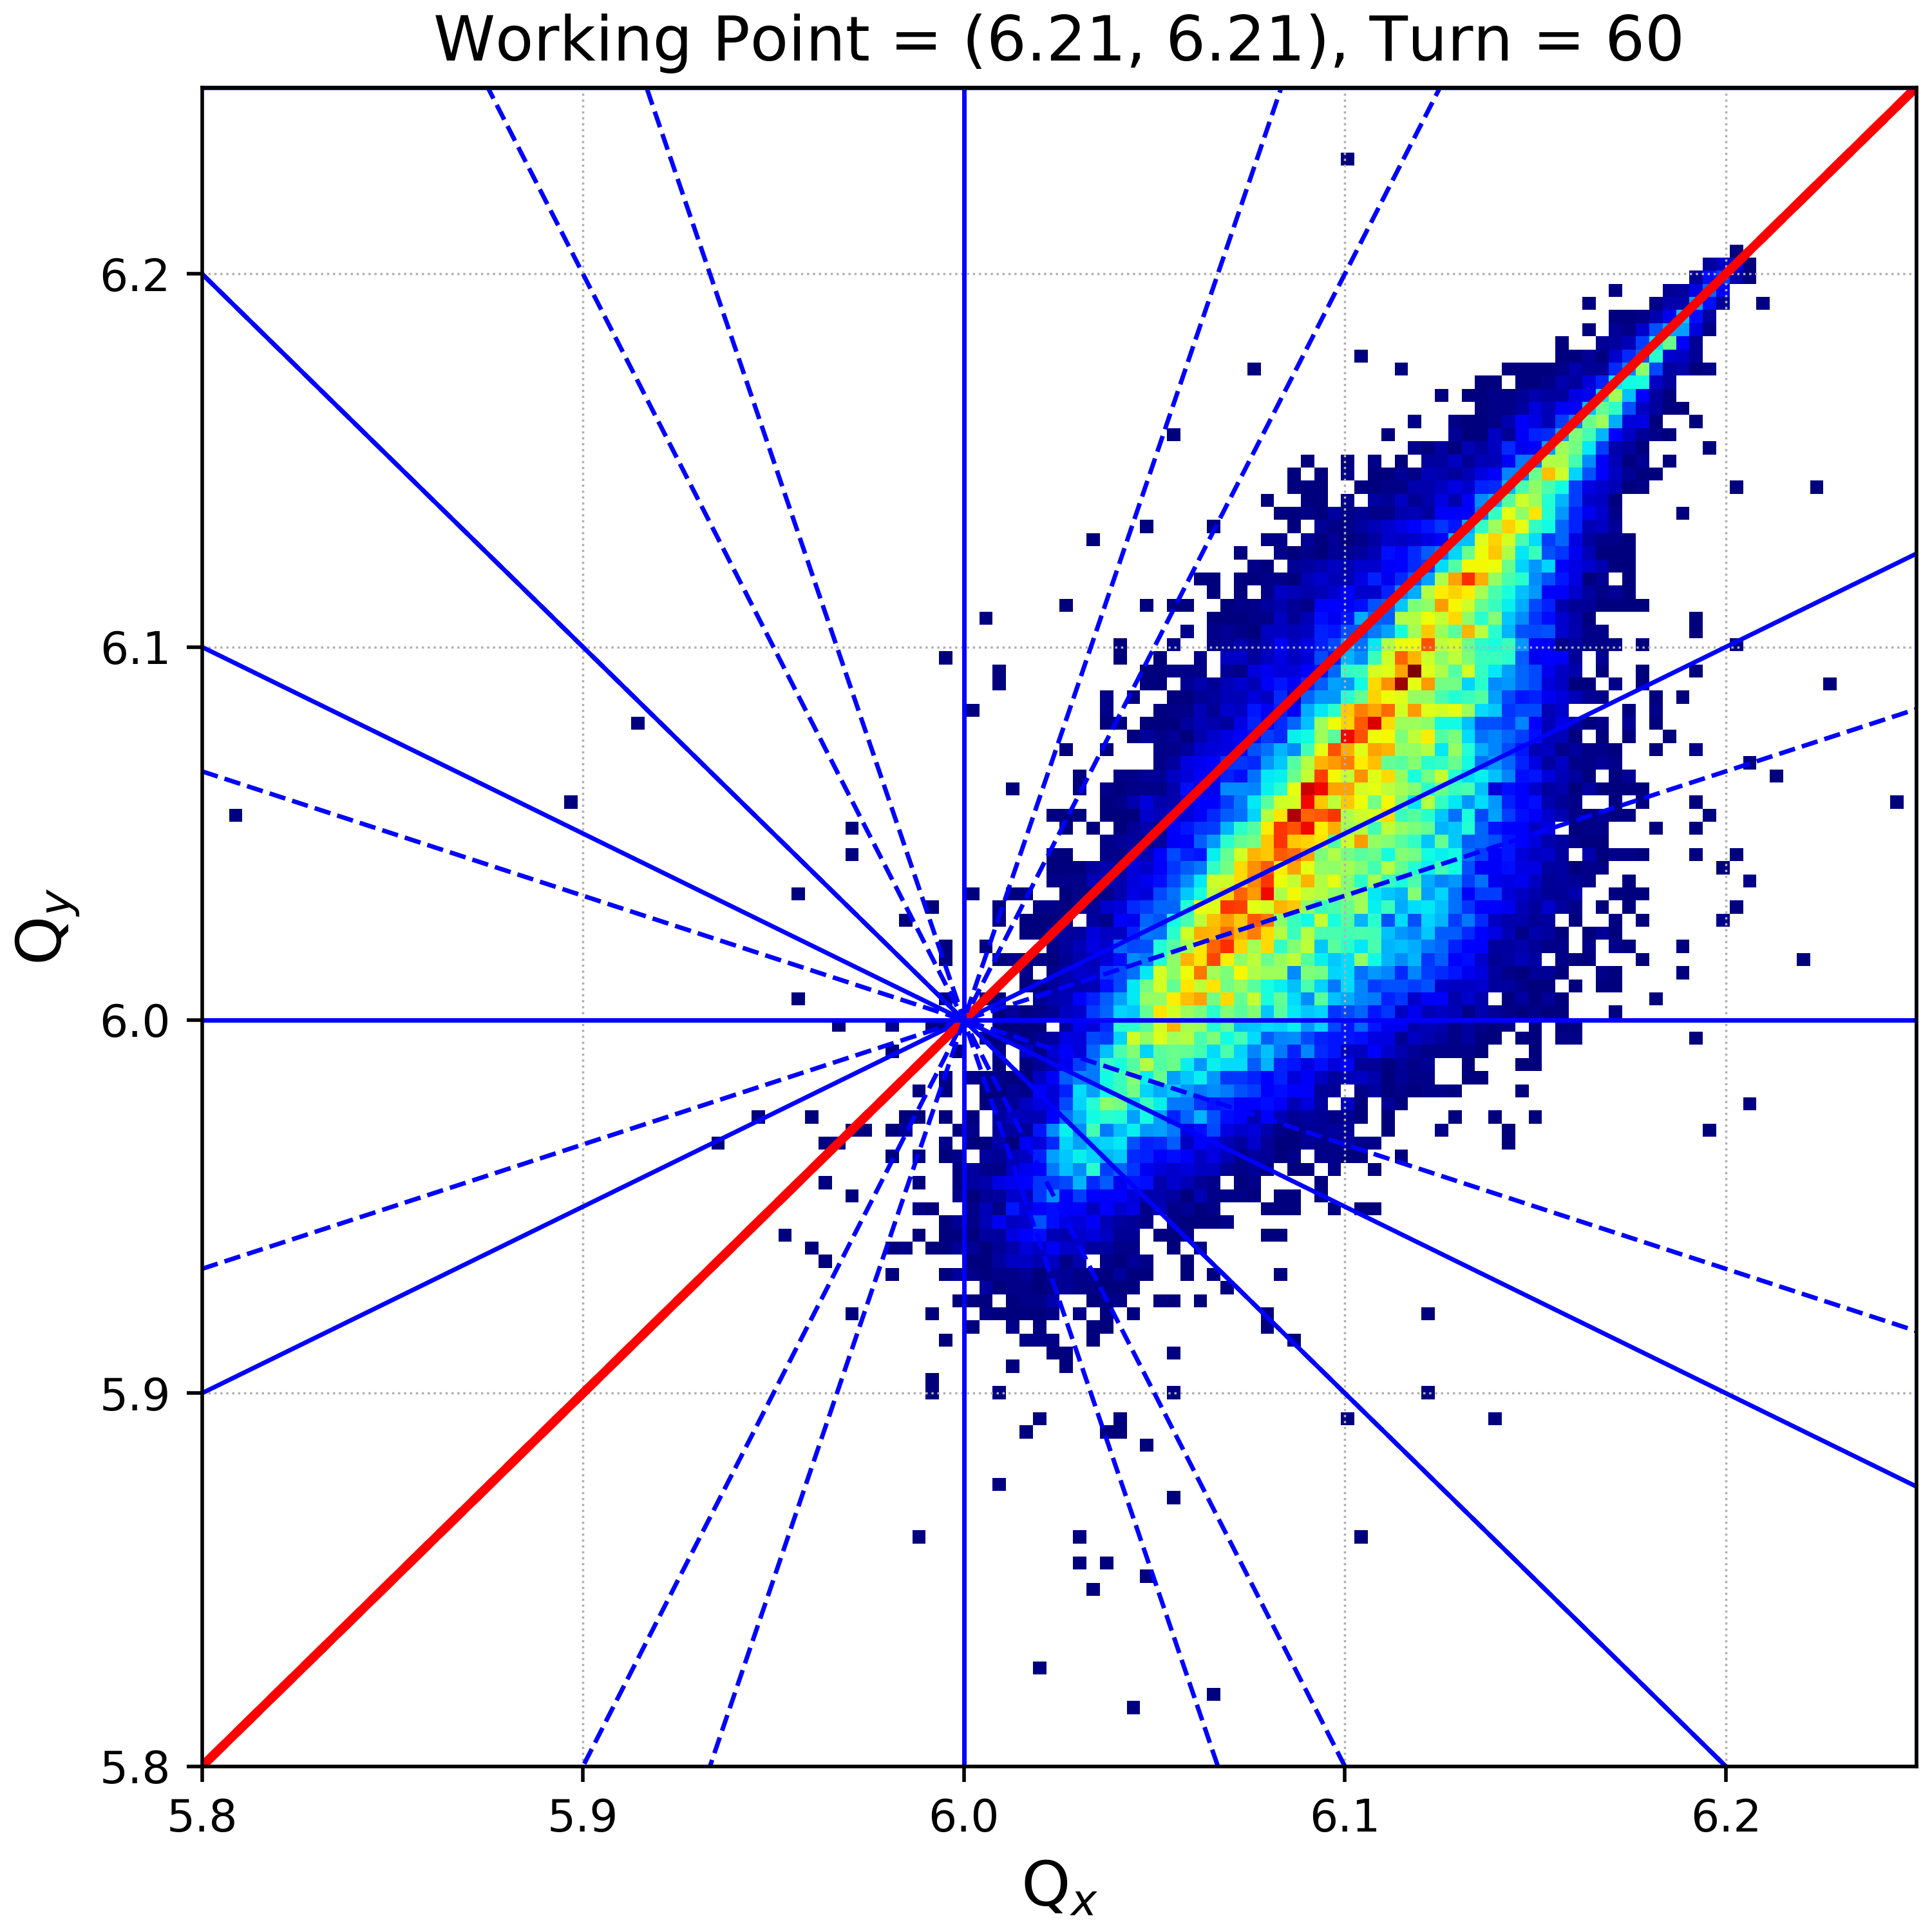 Working Point = (6.21, 6.21), Turn = 60
6.2
6.1
6.0
5.9
5.8
Qy
5.8 5.9 6.0 6.1 6.2
Qx